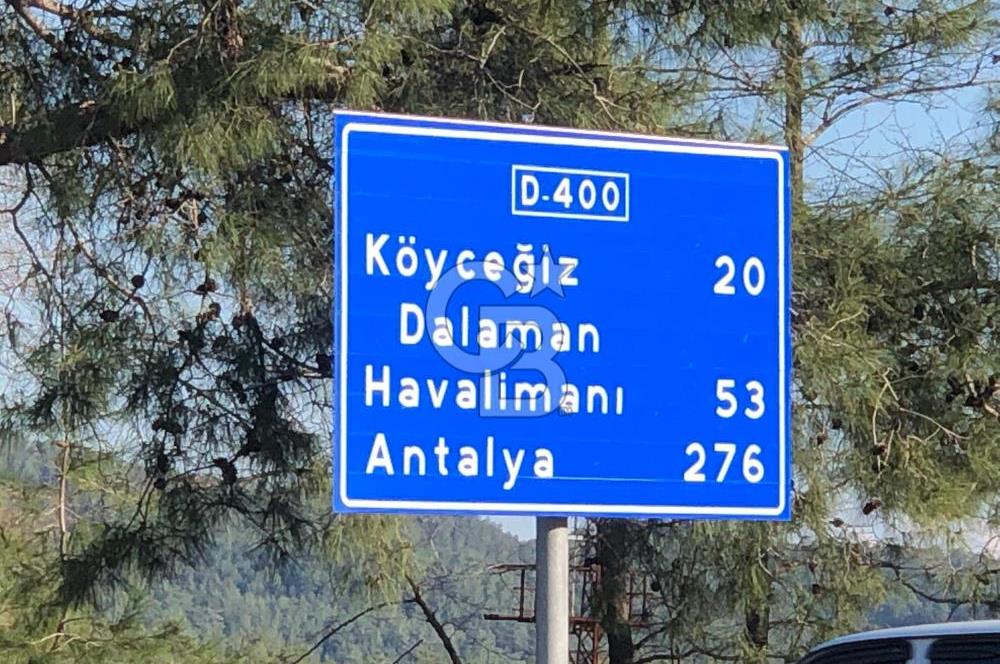 D-400
Köyceğiz 20
Dalaman
Havalimanı 53
Antalya 276